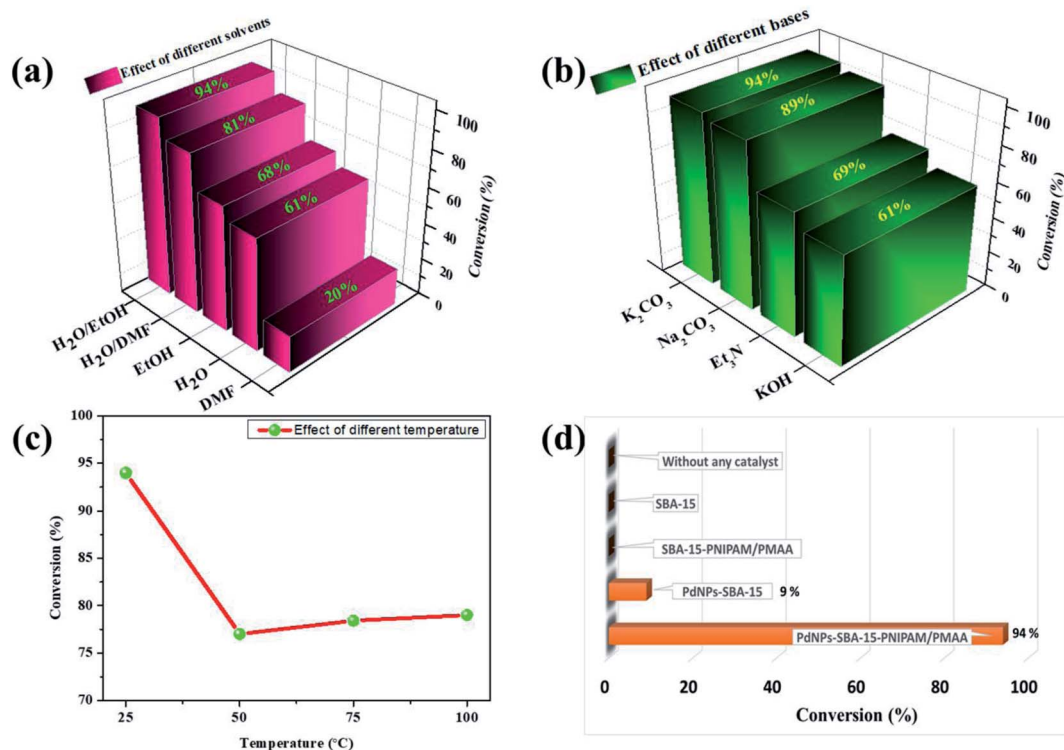 (a)
Effect of different solvents
94%
81%
68%
61%
20%
100
80
60
40
20
0
Conversion (%)
H₂O/EtOH
H₂O/DMF
EtOH
H₂O
DMF
(b)
Effect of different bases
94%
89%
69%
61%
100
80
60
40
20
0
Conversion (%)
K₂CO₃
Na₂CO₃
Et₃N
KOH
(c)
Effect of different temperature
100
95
90
85
80
75
70
Conversion (%)
25 50 75 100
Temperature (°C)
(d)
Without any catalyst
SBA-15
SBA-15-PNIPAM/PMAA
PdNPs-SBA-15 9 %
PdNPs-SBA-15-PNIPAM/PMAA 94 %
0 20 40 60 80 100
Conversion (%)